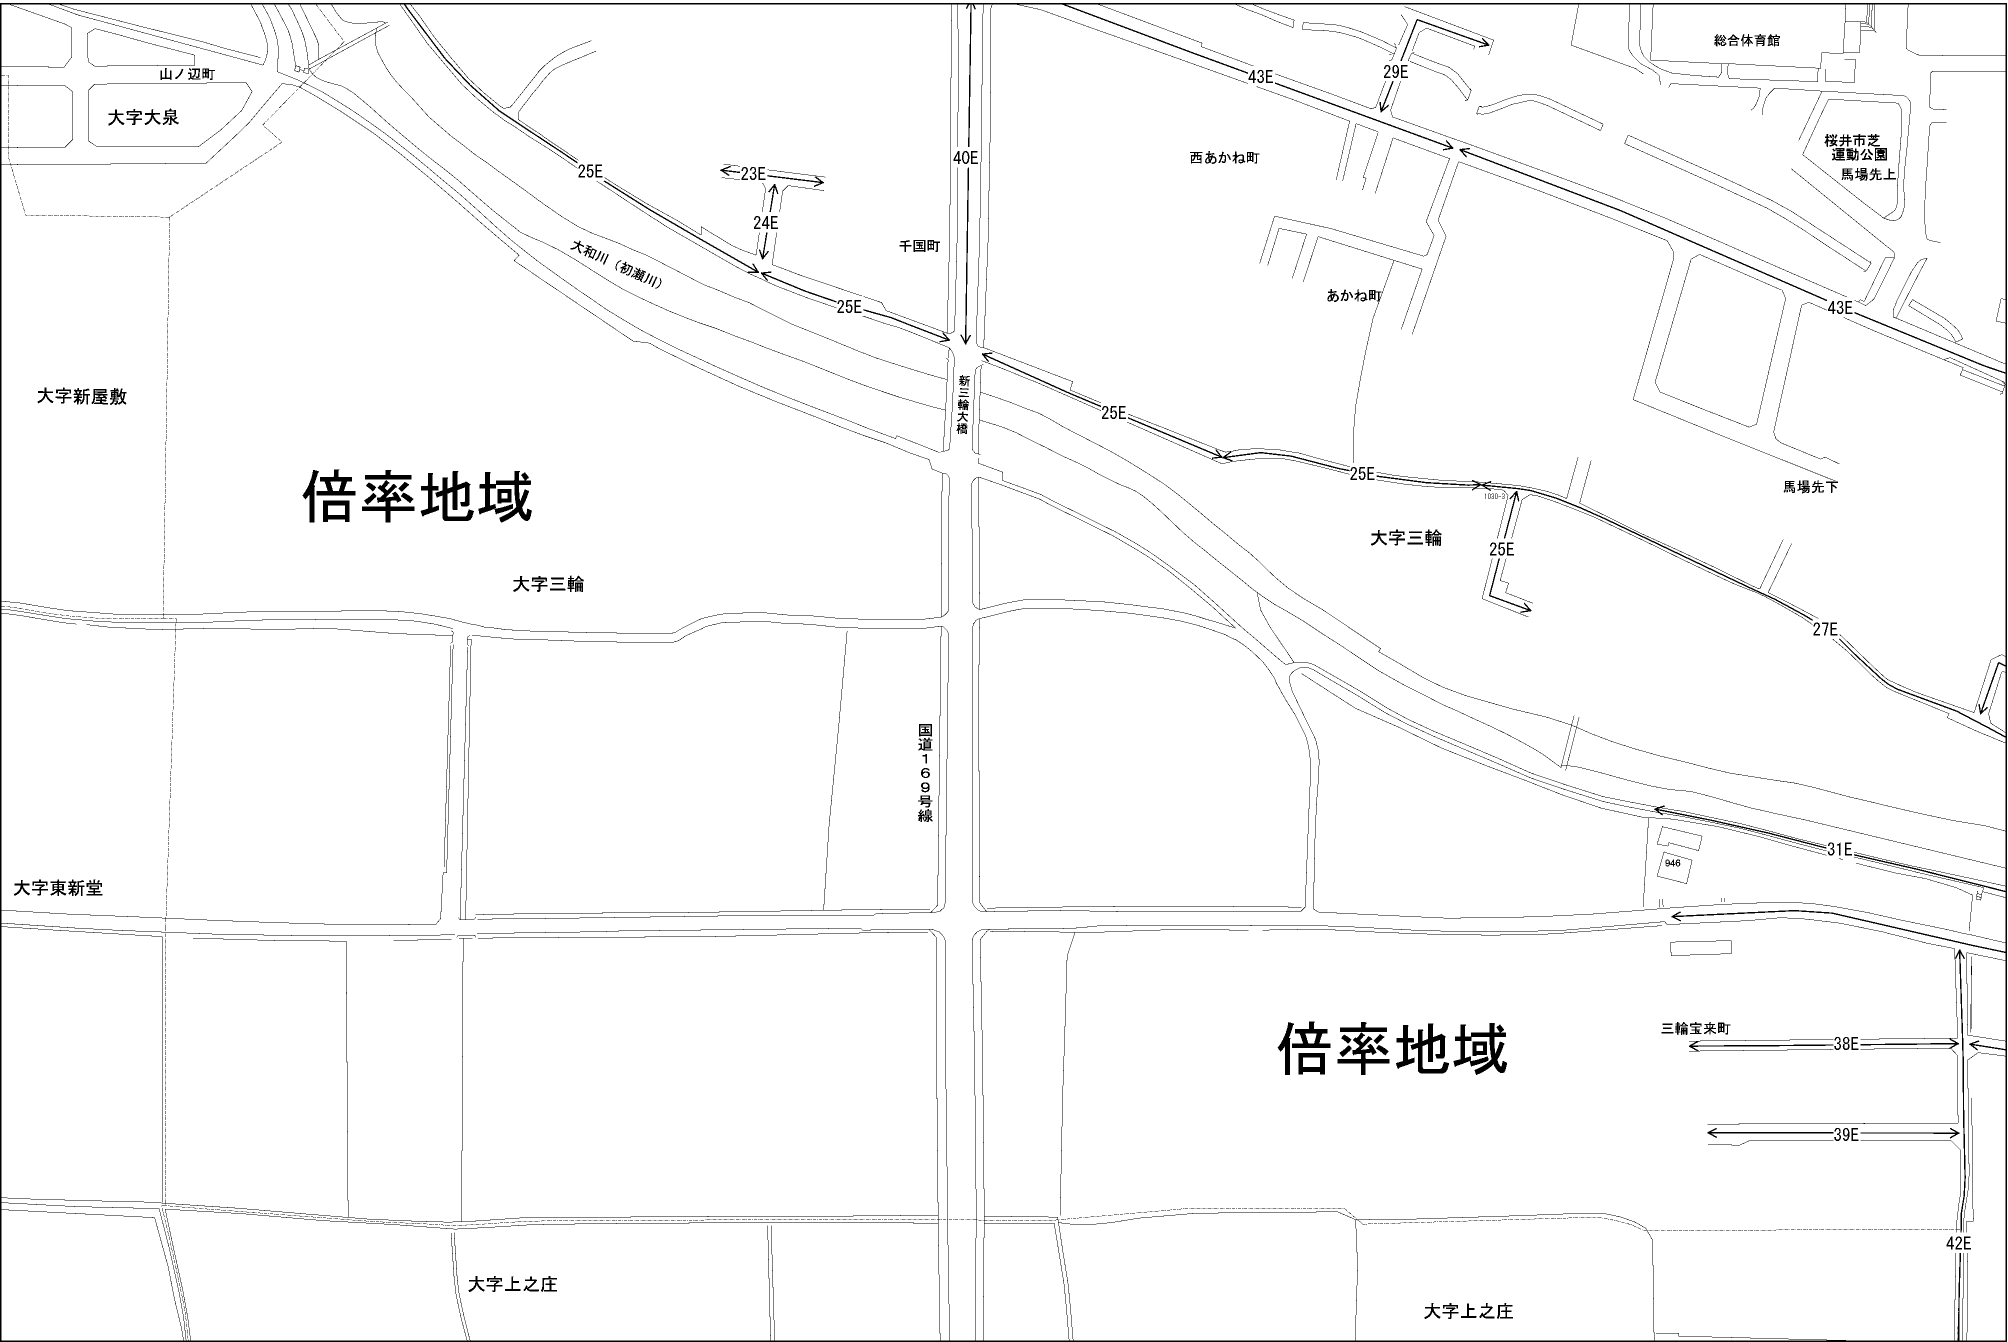 総合体育館
山ノ辺町
43E
29E
大字大泉
桜井市芝
運動公園
馬場先上
40E
西あかね町
25E
23E
24E
千国町
大和川（初瀬川）
あかね町
25E
43E
大字新屋敷
新三輪大橋
25E
倍率地域
25E
馬場先下
1030-3
大字三輪
25E
大字三輪
27E
国道１６９号線
31E
946
大字東新堂
倍率地域
三輪宝来町
38E
39E
42E
大字上之庄
大字上之庄